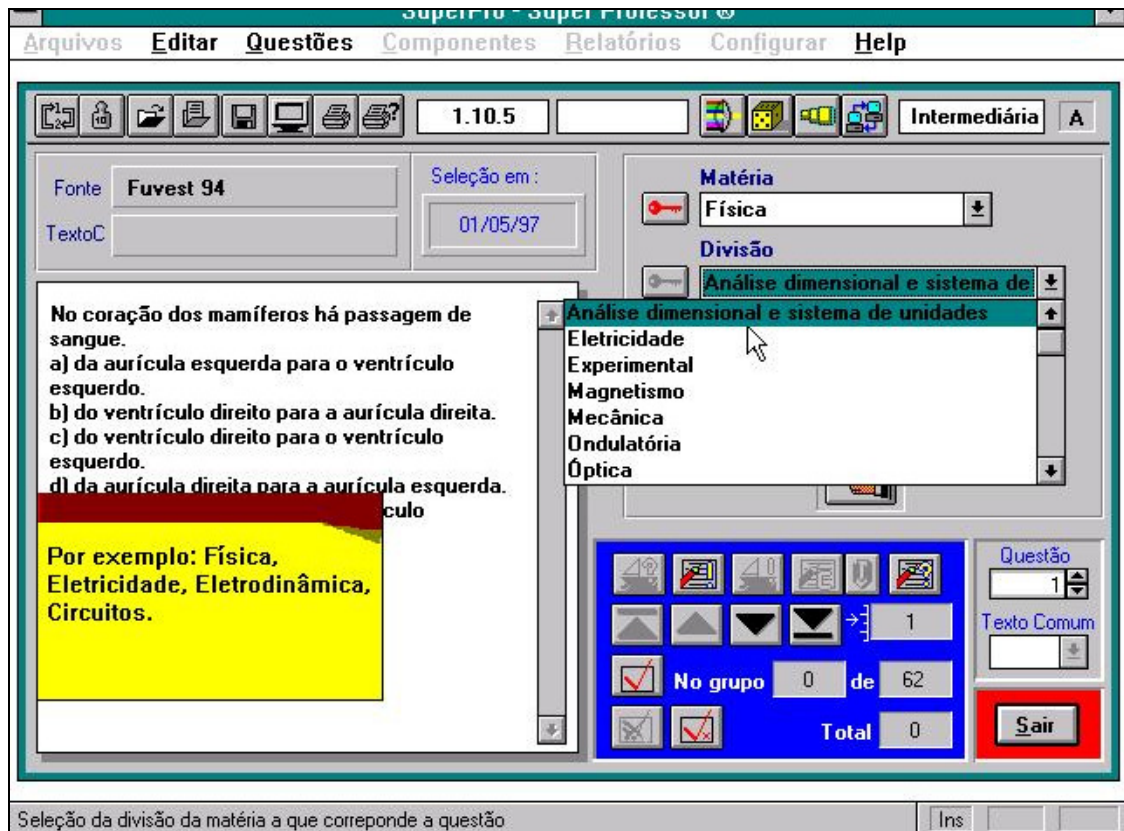 SuperPro - Super Professor ®
Arquivos Editar Questões Componentes Relatórios Configurar Help
1.10.5
Intermediária
A
Fonte Fuvest 94
TextoC
Seleção em :
01/05/97
Matéria
Física
Divisão
Análise dimensional e sistema de
Análise dimensional e sistema de unidades
Eletricidade
Experimental
Magnetismo
Mecânica
Ondulatória
Óptica
No coração dos mamíferos há passagem de
sangue.
a) da aurícula esquerda para o ventrículo
esquerdo.
b) do ventrículo direito para a aurícula direita.
c) do ventrículo direito para o ventrículo
esquerdo.
d) da aurícula direita para a aurícula esquerda.
culo
Por exemplo: Física,
Eletricidade, Eletrodinâmica,
Circuitos.
1
No grupo 0 de 62
Total 0
Questão
1
Texto Comum
Sair
Seleção da divisão da matéria a que correponde a questão
Ins